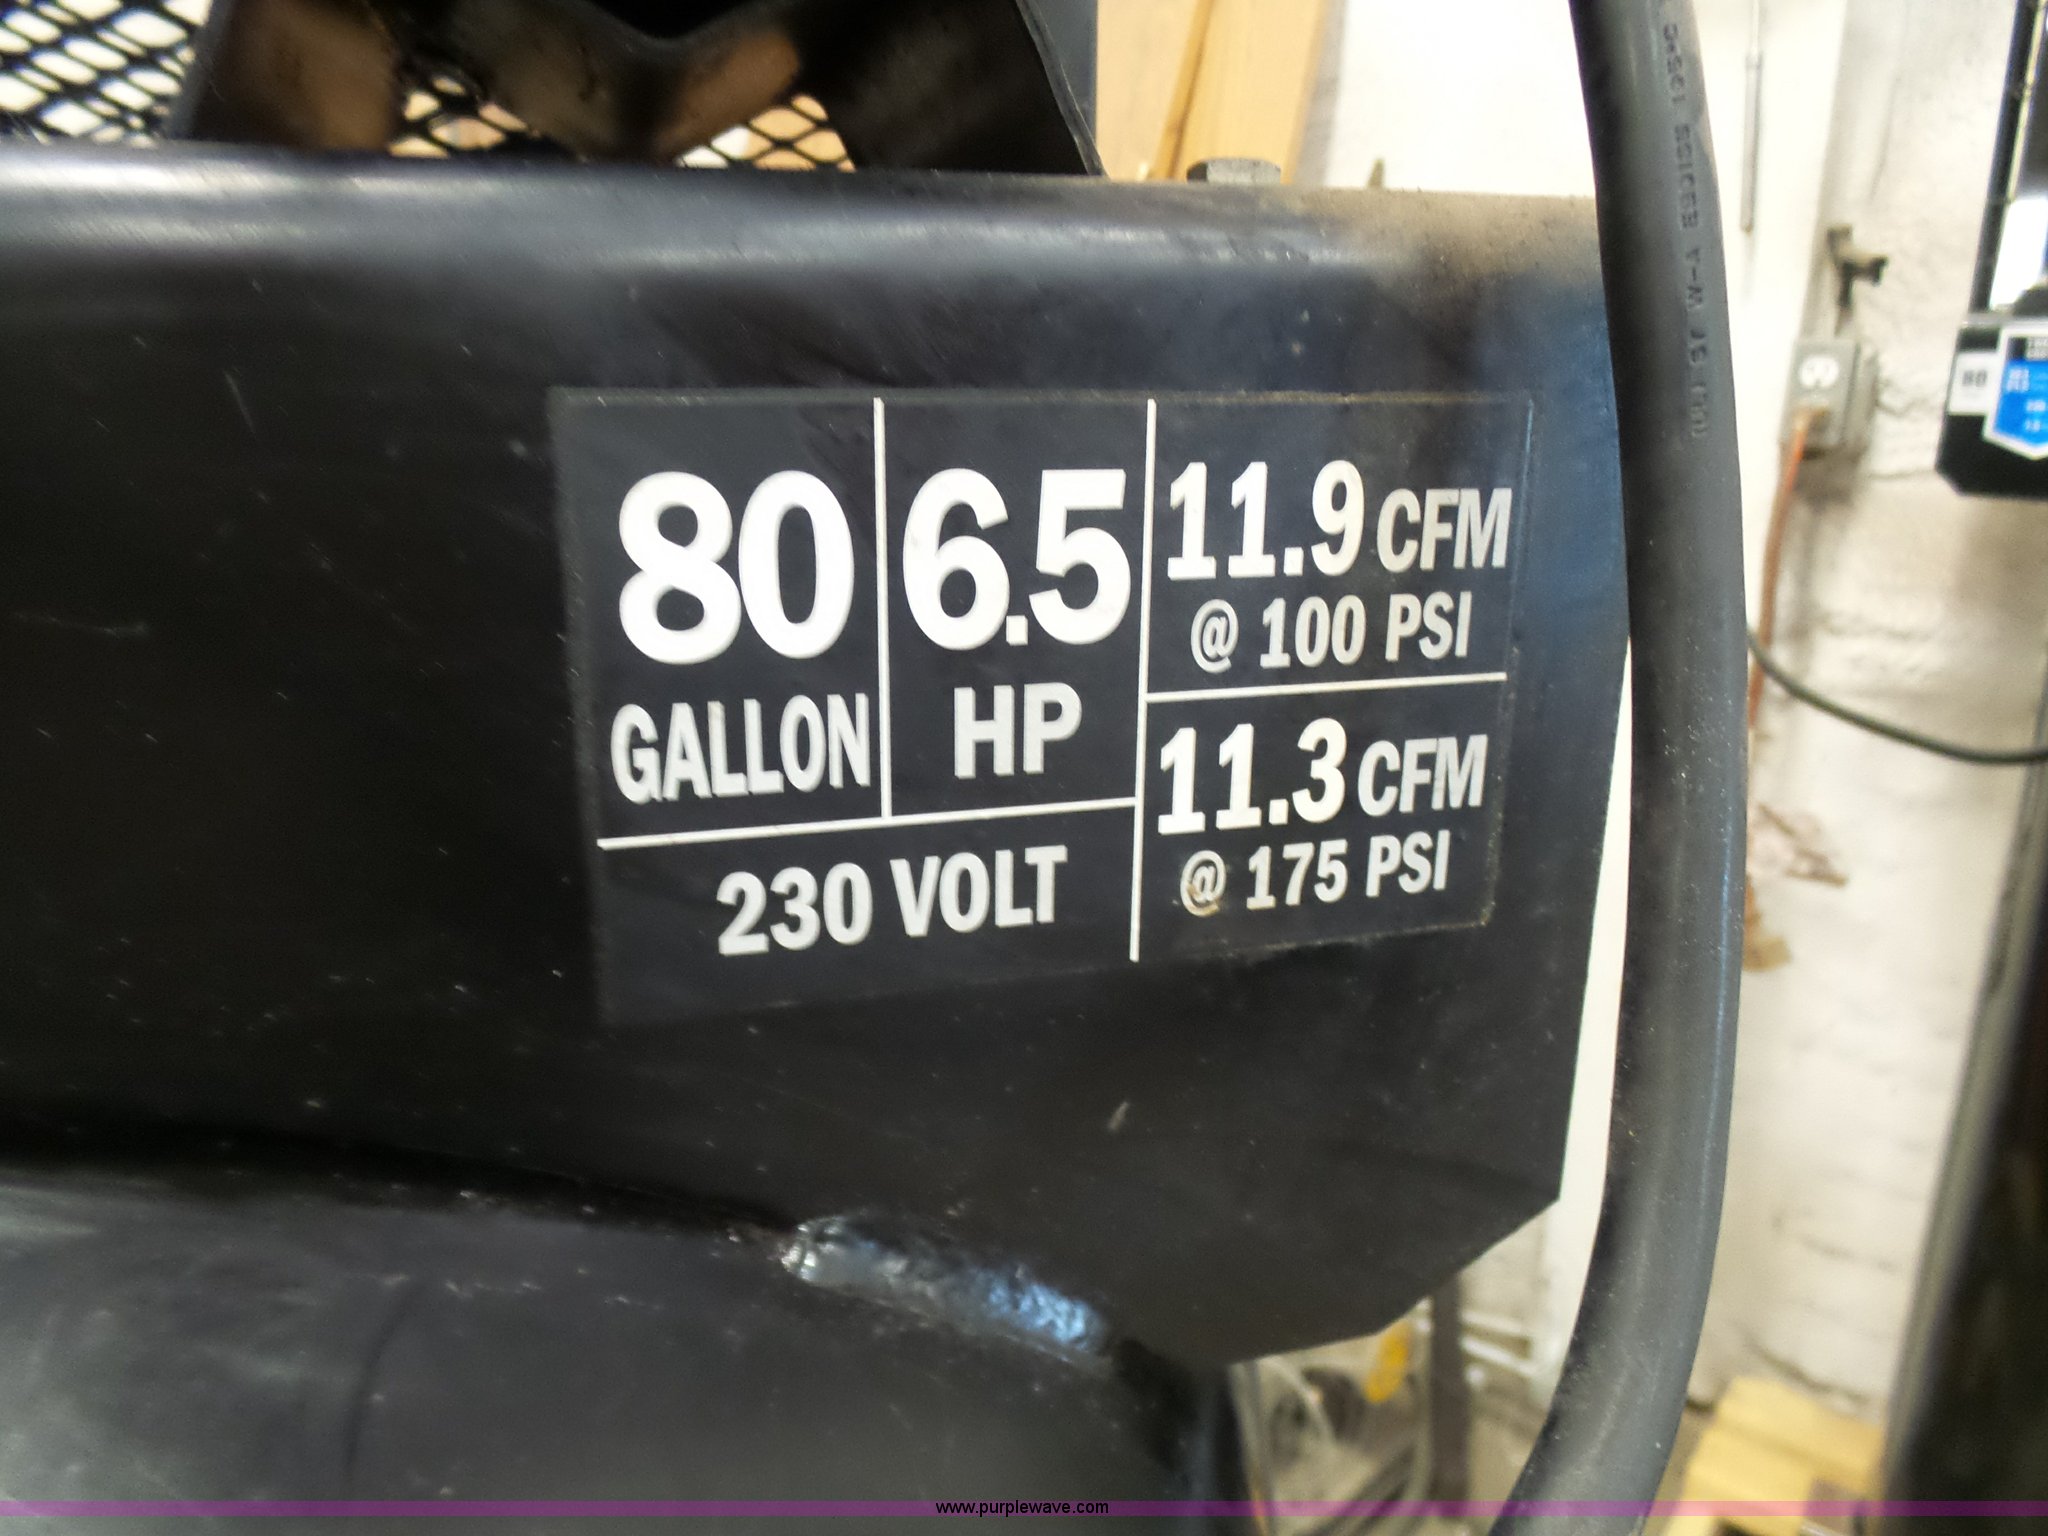 80
GALLON
6.5
HP
11.9 CFM
@ 100 PSI
11.3 CFM
@ 175 PSI
230 VOLT
80
www.purplewave.com